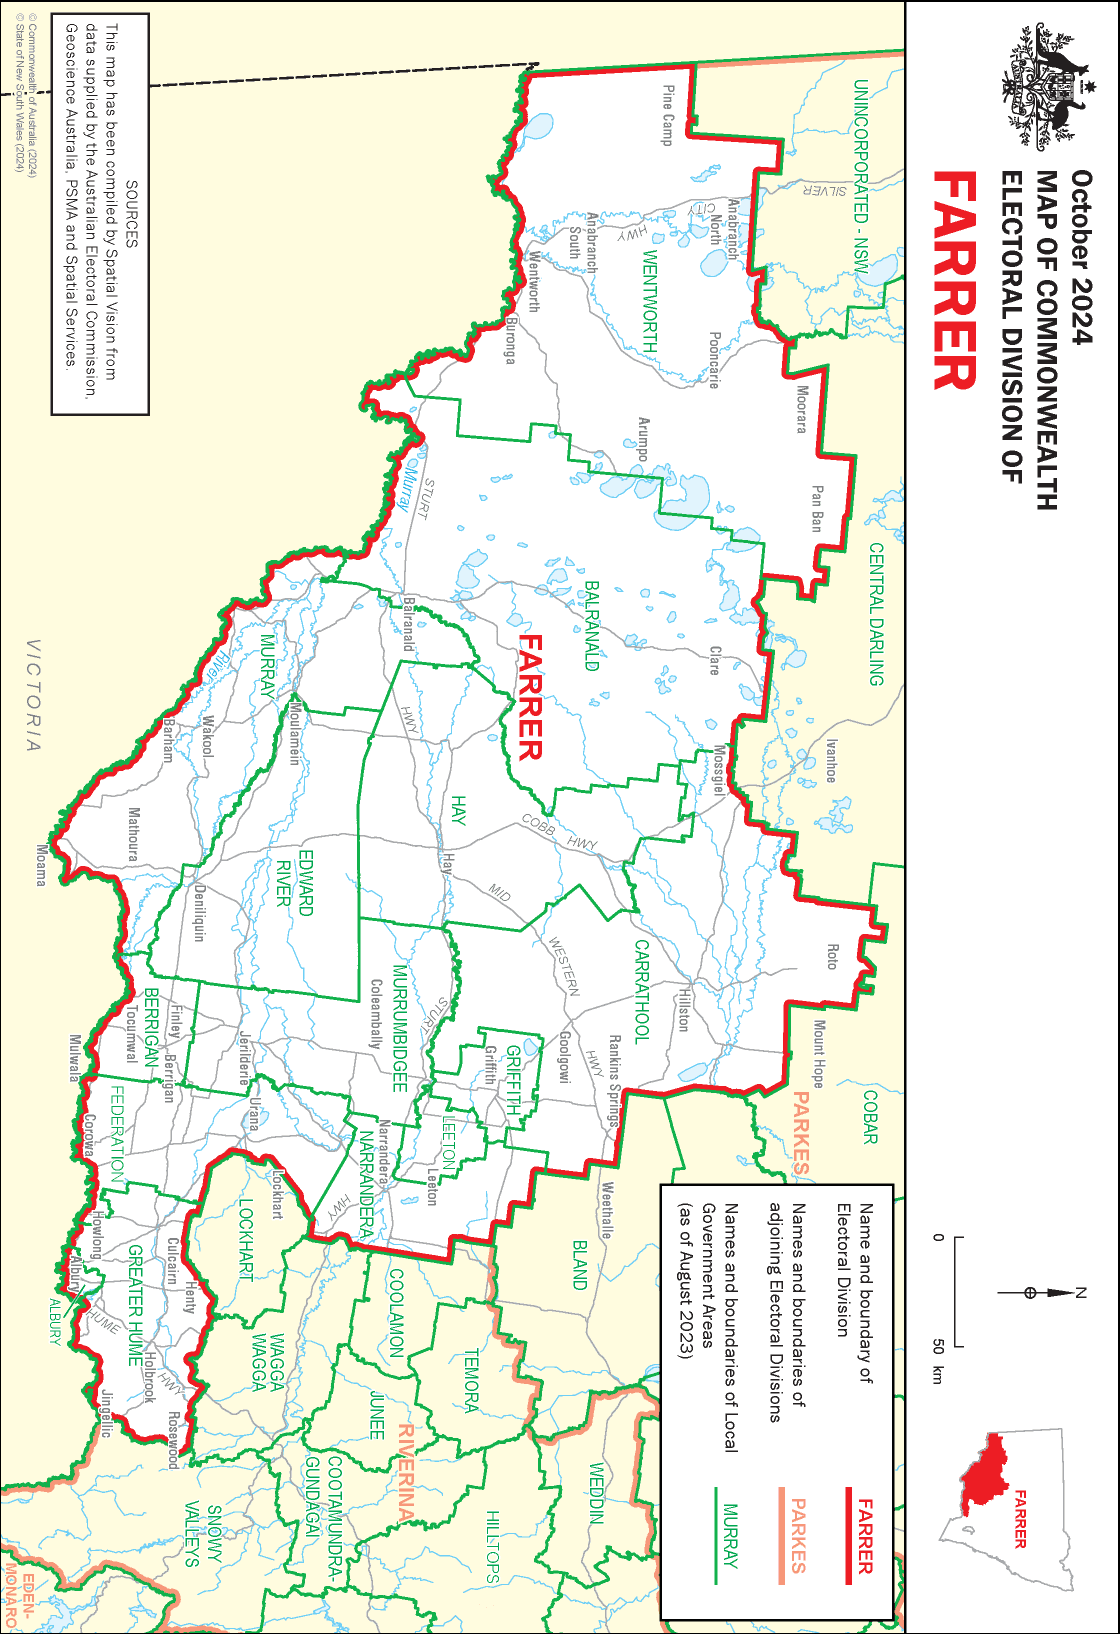 October 2024
MAP OF COMMONWEALTH
ELECTORAL DIVISION OF
FARRER
N
0
50 km
FARRER
Name and boundary of
Electoral Division
FARRER
Names and boundaries of
adjoining Electoral Divisions
PARKES
Names and boundaries of Local
Government Areas
(as of August 2023)
MURRAY
UNINCORPORATED - NSW
CENTRAL DARLING
COBAR
SILVER
CITY
HWY
Pine Camp
Anabranch
North
Anabranch
South
WENTWORTH
Wentworth
Buronga
Pooncarie
Moorara
Arumpo
Pan Ban
Murray
STURT
BALRANALD
Balranald
Clare
Ivanhoe
Mossgiel
FARRER
HWY
HAY
Hay
COBB
HWY
MID
WESTERN
HWY
CARRATHOOL
Roto
Mount Hope
PARKES
Hillston
Goolgowi
Rankins Springs
GRIFFITH
Griffith
Weethalle
BLAND
MURRAY
River
Moulamein
Wakool
Barham
Mathoura
Moama
EDWARD
RIVER
Deniliquin
MURRUMBIDGEE
Coleambally
STURT
LEETON
Leeton
NARRANDERA
Narrandera
HWY
BERRIGAN
Finley
Tocumwal
Berrigan
Jerilderie
Mulwala
Urana
FEDERATION
Corowa
Lockhart
LOCKHART
Howlong
Culcairn
Henty
GREATER HUME
Albury
ALBURY
HUME
HWY
Holbrook
Jingellic
Rosewood
COOLAMON
TEMORA
WAGGA
WAGGA
JUNEE
RIVERINA
COOTAMUNDRA-
GUNDAGAI
WEDDIN
HILLTOPS
SNOWY
VALLEYS
EDEN-
MONARO
VICTORIA
SOURCES
This map has been compiled by Spatial Vision from
data supplied by the Australian Electoral Commission,
Geoscience Australia, PSMA and Spatial Services.
© Commonwealth of Australia (2024)
© State of New South Wales (2024)